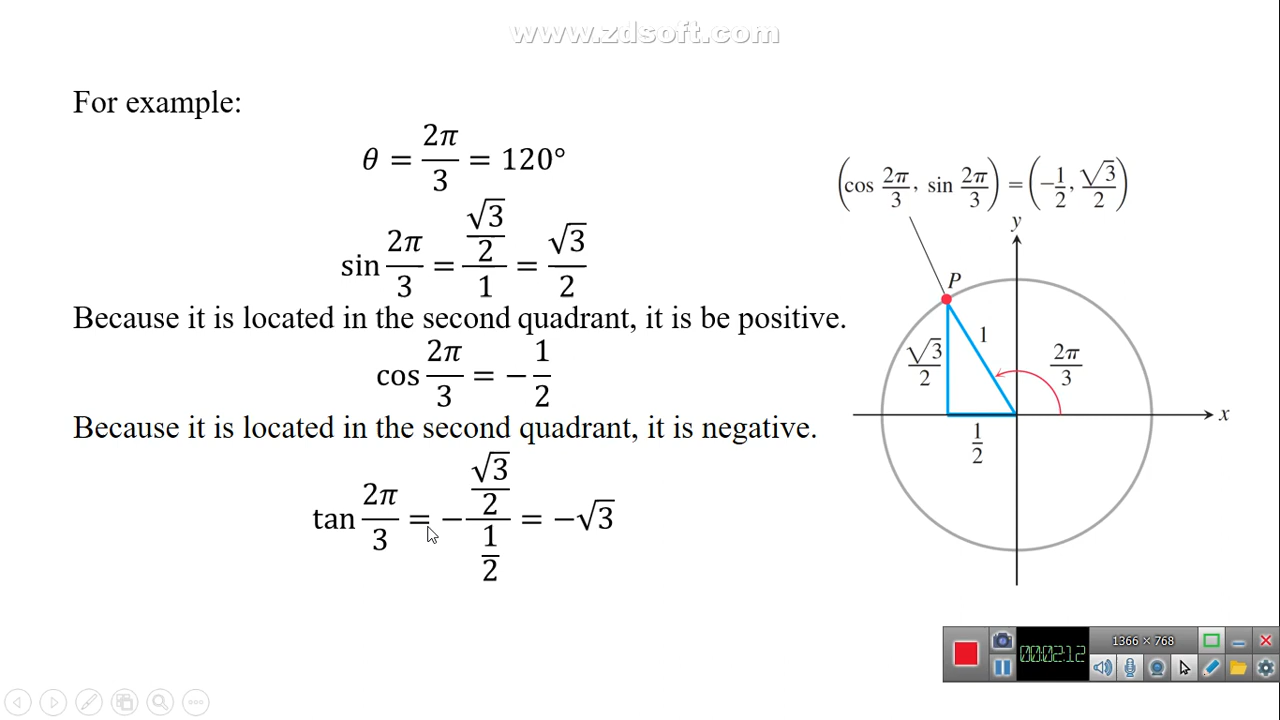 www.zdsoft.com
For example:
θ = 2π/3 = 120°
sin 2π/3 = (√3/2)/1 = √3/2
Because it is located in the second quadrant, it is be positive.
cos 2π/3 = −1/2
Because it is located in the second quadrant, it is negative.
tan 2π/3 = −(√3/2)/(1/2) = −√3
(cos 2π/3, sin 2π/3) = (−1/2, √3/2)
y
P
1
√3/2
2π/3
x
1/2
1366 × 768
00:02:12